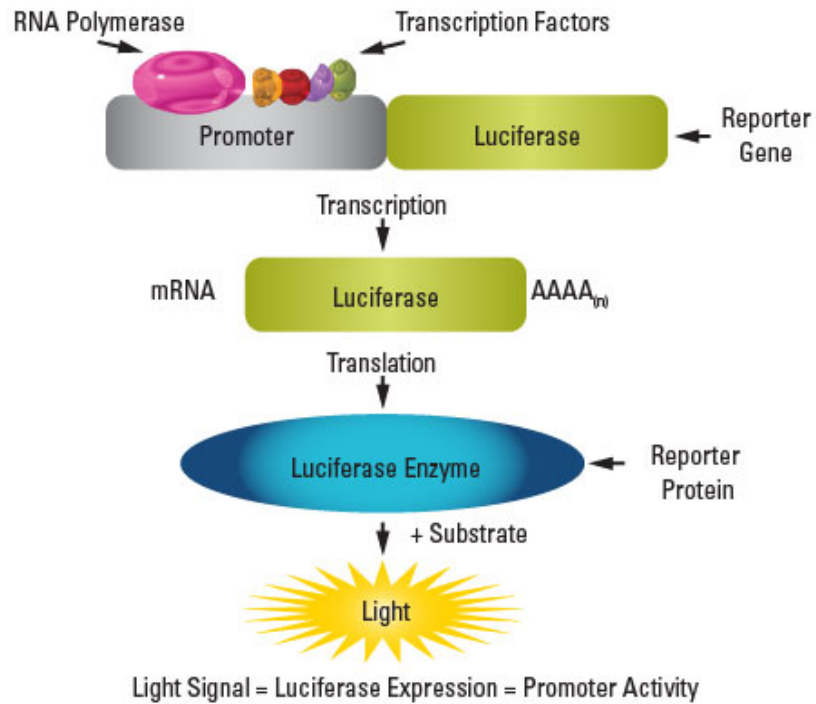 RNA Polymerase
Transcription Factors
Promoter
Luciferase
Reporter
Gene
Transcription
mRNA
Luciferase
AAAA(n)
Translation
Luciferase Enzyme
Reporter
Protein
+ Substrate
Light
Light Signal = Luciferase Expression = Promoter Activity